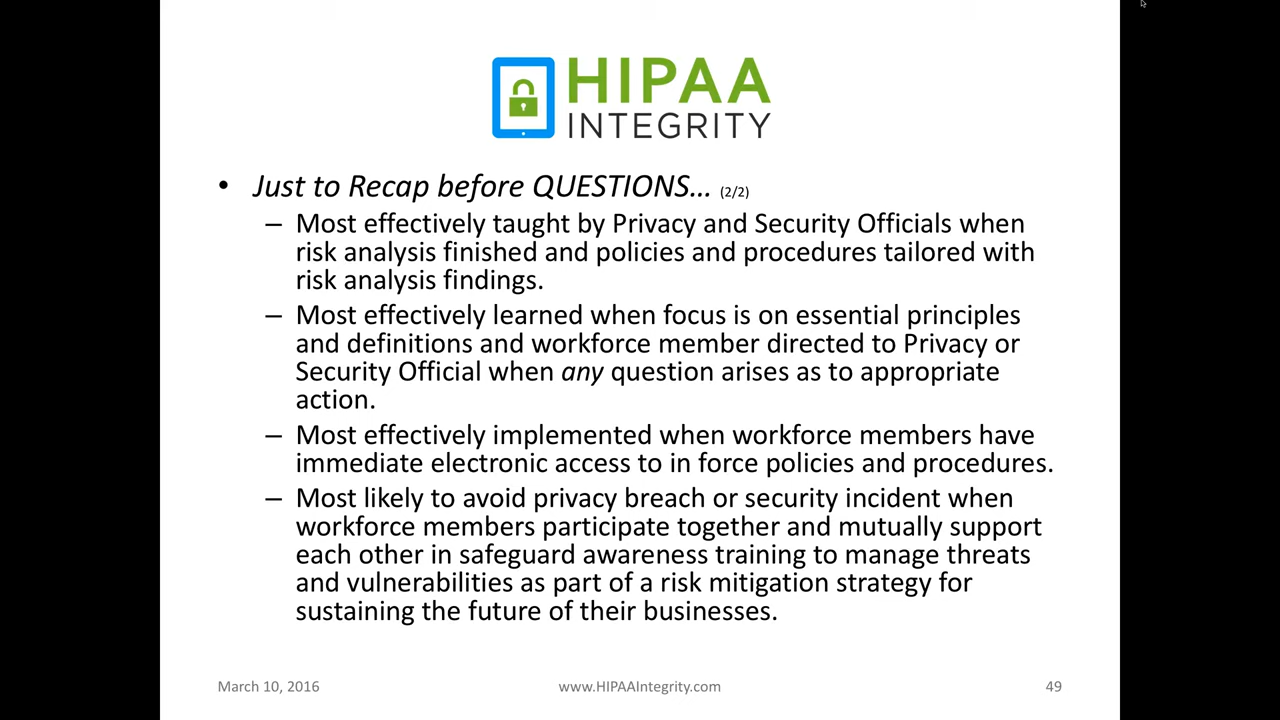 HIPAA
INTEGRITY
• Just to Recap before QUESTIONS... (2/2)
– Most effectively taught by Privacy and Security Officials when
risk analysis finished and policies and procedures tailored with
risk analysis findings.
– Most effectively learned when focus is on essential principles
and definitions and workforce member directed to Privacy or
Security Official when any question arises as to appropriate
action.
– Most effectively implemented when workforce members have
immediate electronic access to in force policies and procedures.
– Most likely to avoid privacy breach or security incident when
workforce members participate together and mutually support
each other in safeguard awareness training to manage threats
and vulnerabilities as part of a risk mitigation strategy for
sustaining the future of their businesses.
March 10, 2016
www.HIPAAIntegrity.com
49